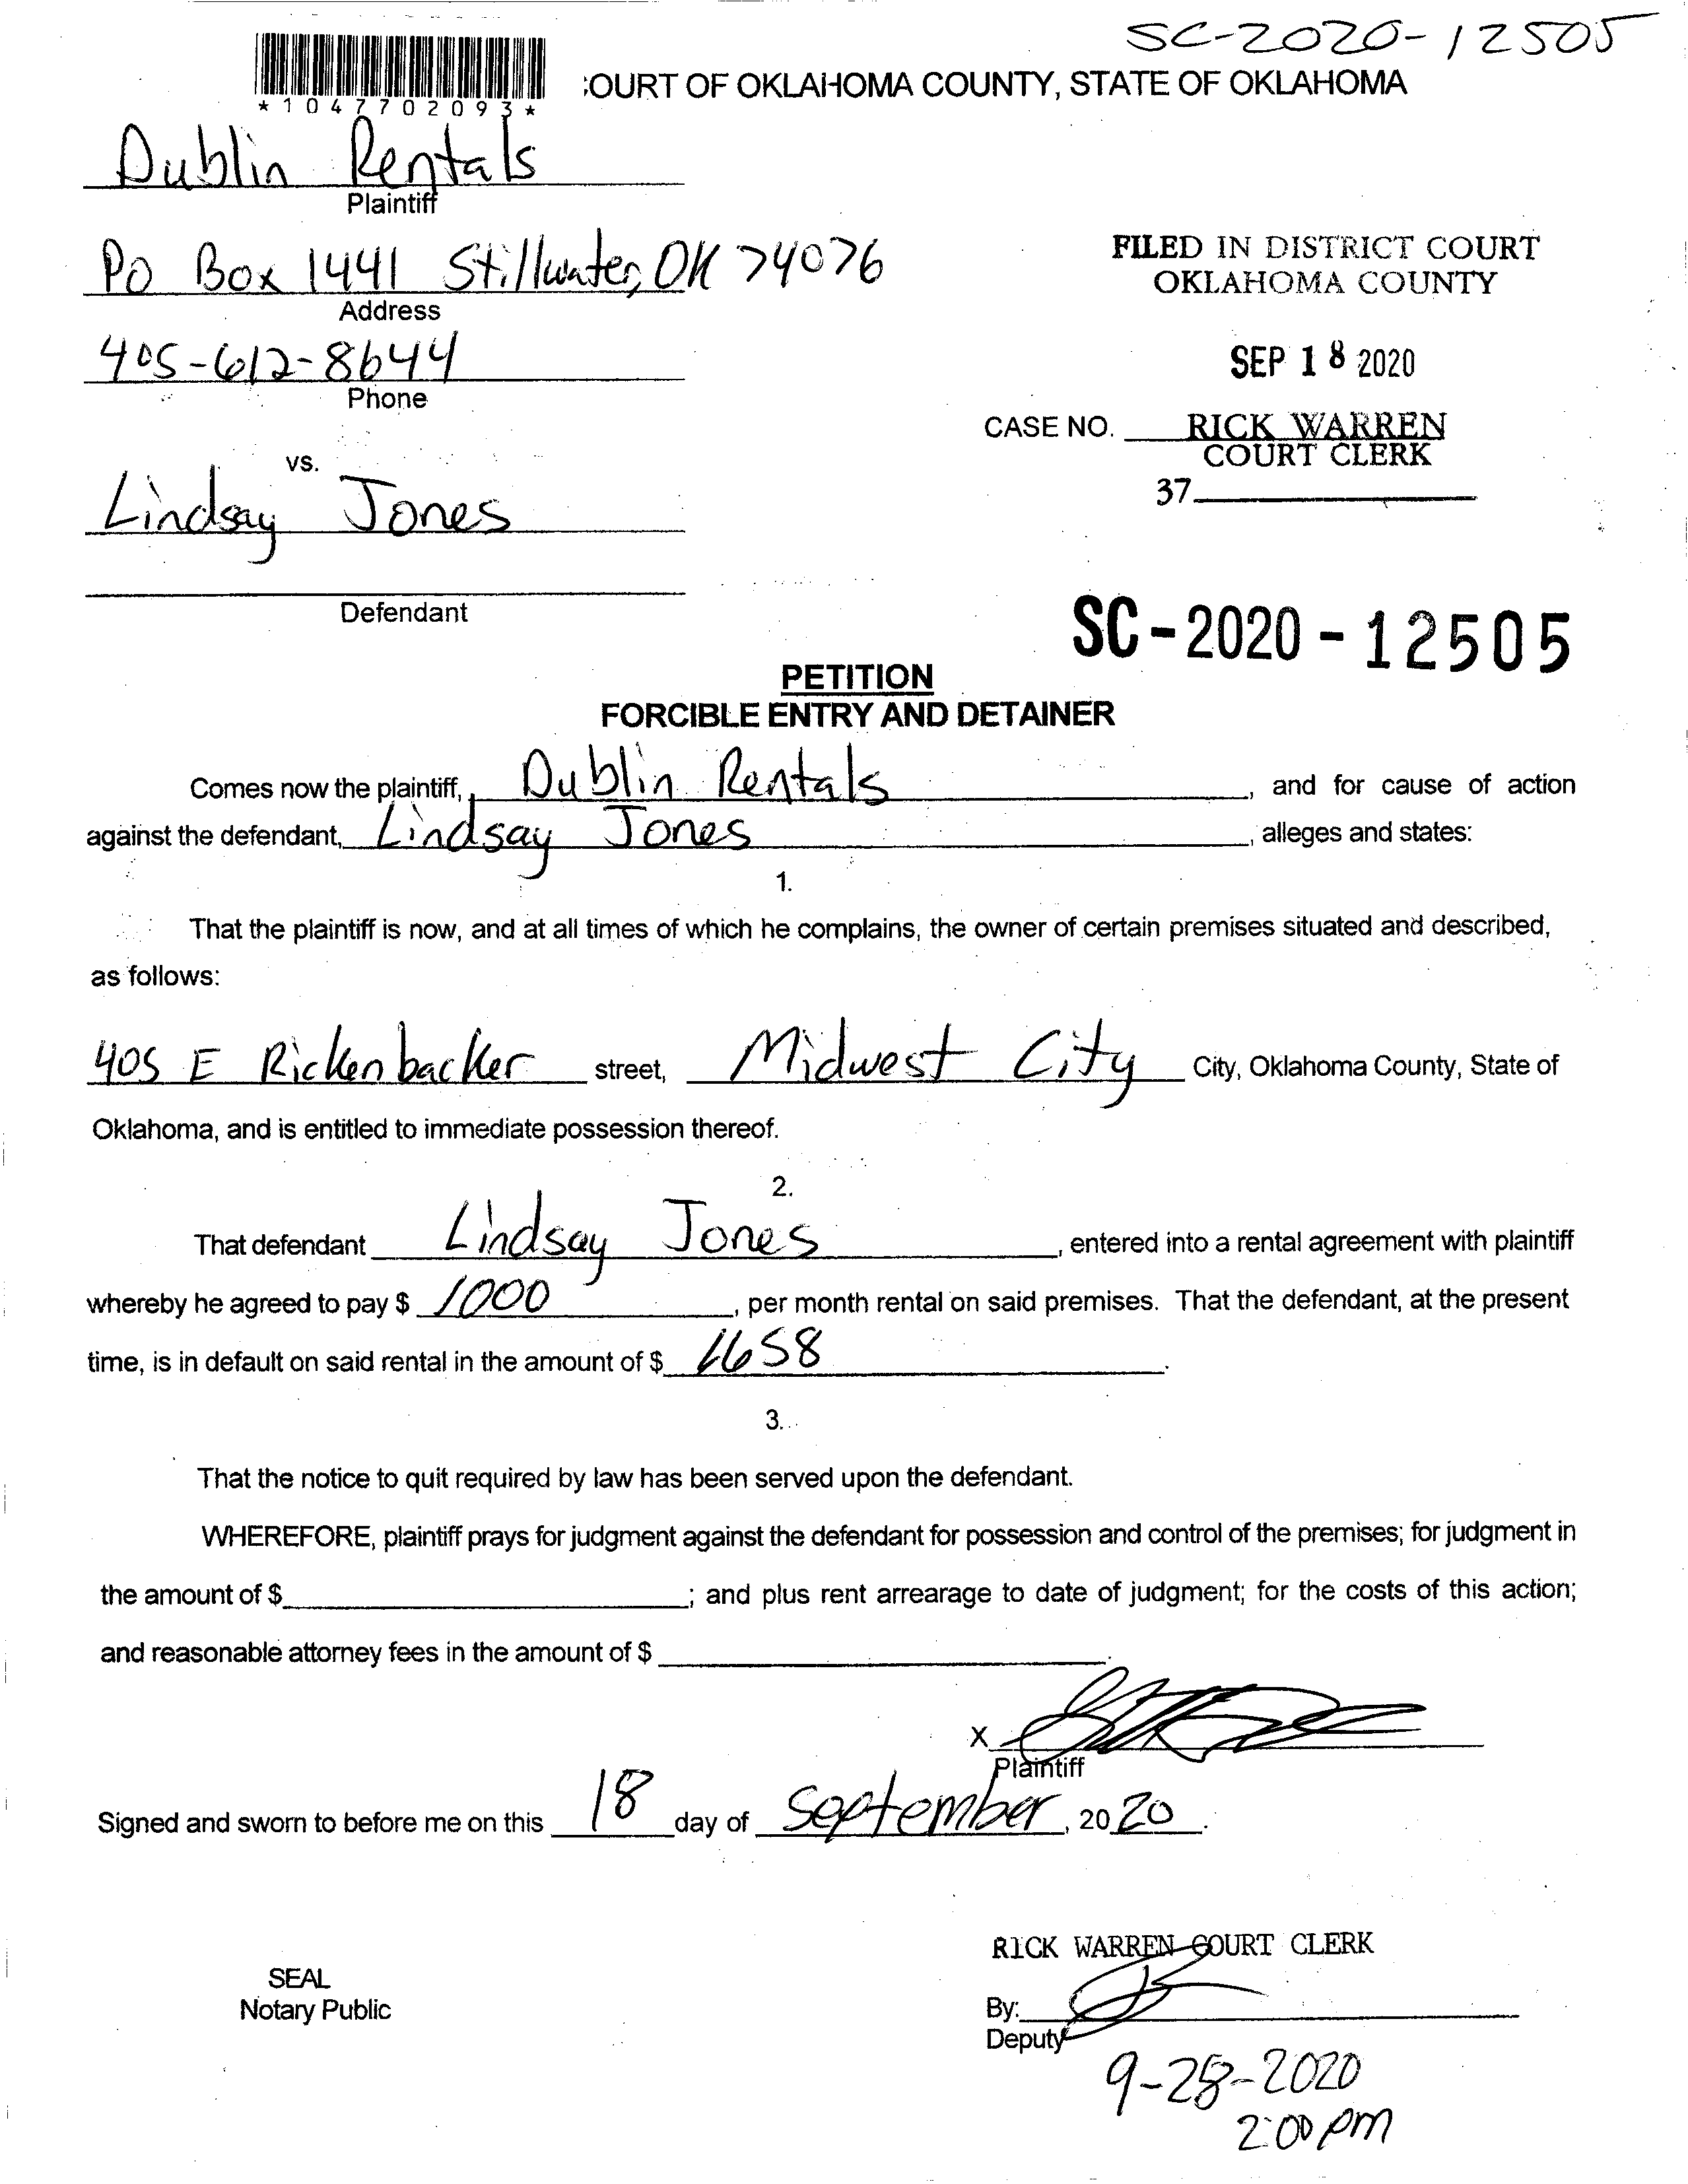 SC-2020-12505
*1047702093*
:OURT OF OKLAHOMA COUNTY, STATE OF OKLAHOMA
Dublin Rentals
Plaintiff
PO Box 1441 Stillwater, OK 74076
Address
405-612-8644
Phone
FILED IN DISTRICT COURT
OKLAHOMA COUNTY
SEP 18 2020
CASE NO. RICK WARREN
COURT CLERK
37
vs.
Lindsay Jones
Defendant
SC-2020-12505
PETITION
FORCIBLE ENTRY AND DETAINER
Comes now the plaintiff, Dublin Rentals, and for cause of action
against the defendant, Lindsay Jones, alleges and states:
1.
That the plaintiff is now, and at all times of which he complains, the owner of certain premises situated and described,
as follows:
405 E Rickenbacker street, Midwest City City, Oklahoma County, State of
Oklahoma, and is entitled to immediate possession thereof.
2.
That defendant Lindsay Jones, entered into a rental agreement with plaintiff
whereby he agreed to pay $ 1000, per month rental on said premises. That the defendant, at the present
time, is in default on said rental in the amount of $ 1658.
3.
That the notice to quit required by law has been served upon the defendant.
WHEREFORE, plaintiff prays for judgment against the defendant for possession and control of the premises; for judgment in
the amount of $ ; and plus rent arrearage to date of judgment; for the costs of this action;
and reasonable attorney fees in the amount of $ .
X
Plaintiff
Signed and sworn to before me on this 18 day of September, 2020.
RICK WARREN COURT CLERK
SEAL
Notary Public
By:
Deputy
9-28-2020
2:00 pm